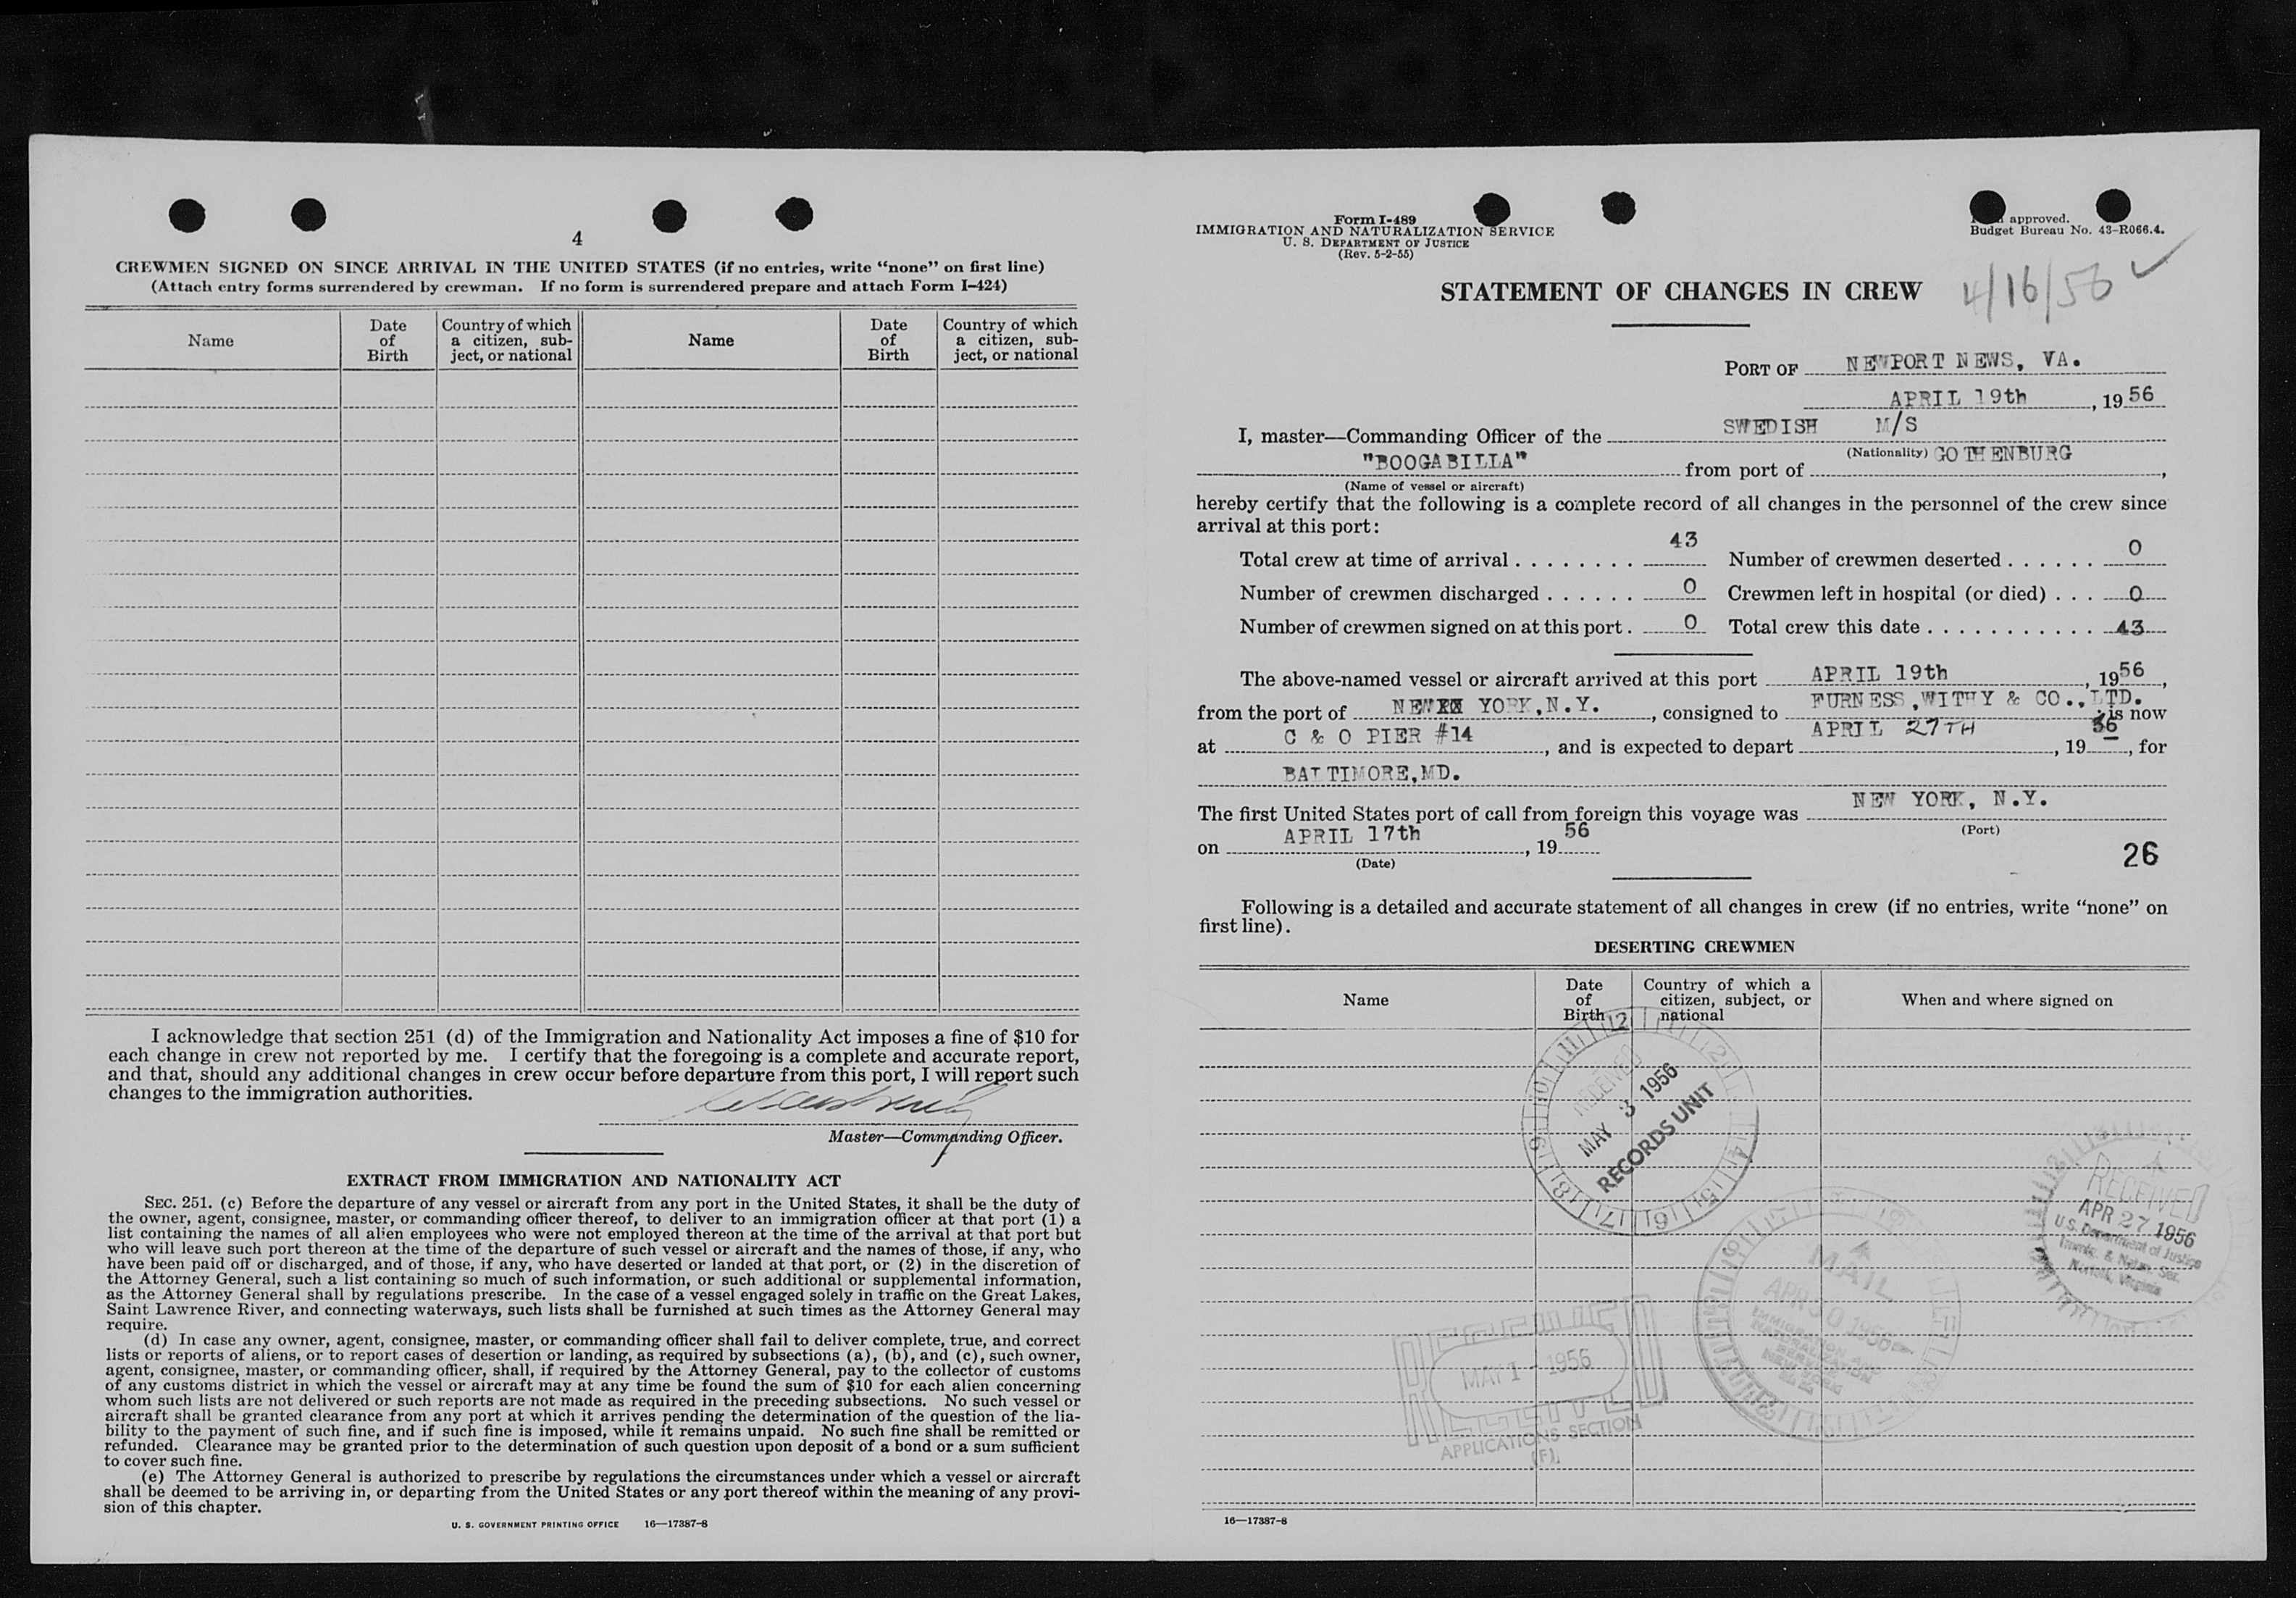 4
CREWMEN SIGNED ON SINCE ARRIVAL IN THE UNITED STATES (if no entries, write “none” on first line)
(Attach entry forms surrendered by crewman. If no form is surrendered prepare and attach Form I–424)
Name
Date of Birth
Country of which a citizen, subject, or national
Name
Date of Birth
Country of which a citizen, subject, or national
I acknowledge that section 251 (d) of the Immigration and Nationality Act imposes a fine of $10 for
each change in crew not reported by me. I certify that the foregoing is a complete and accurate report,
and that, should any additional changes in crew occur before departure from this port, I will report such
changes to the immigration authorities.
Master—Commanding Officer.
EXTRACT FROM IMMIGRATION AND NATIONALITY ACT
SEC. 251. (c) Before the departure of any vessel or aircraft from any port in the United States, it shall be the duty of
the owner, agent, consignee, master, or commanding officer thereof, to deliver to an immigration officer at that port (1) a
list containing the names of all alien employees who were not employed thereon at the time of the arrival at that port but
who will leave such port thereon at the time of the departure of such vessel or aircraft and the names of those, if any, who
have been paid off or discharged, and of those, if any, who have deserted or landed at that port, or (2) in the discretion of
the Attorney General, such a list containing so much of such information, or such additional or supplemental information,
as the Attorney General shall by regulations prescribe. In the case of a vessel engaged solely in traffic on the Great Lakes,
Saint Lawrence River, and connecting waterways, such lists shall be furnished at such times as the Attorney General may
require.
(d) In case any owner, agent, consignee, master, or commanding officer shall fail to deliver complete, true, and correct
lists or reports of aliens, or to report cases of desertion or landing, as required by subsections (a), (b), and (c), such owner,
agent, consignee, master, or commanding officer, shall, if required by the Attorney General, pay to the collector of customs
of any customs district in which the vessel or aircraft may at any time be found the sum of $10 for each alien concerning
whom such lists are not delivered or such reports are not made as required in the preceding subsections. No such vessel or
aircraft shall be granted clearance from any port at which it arrives pending the determination of the question of the lia-
bility to the payment of such fine, and if such fine is imposed, while it remains unpaid. No such fine shall be remitted or
refunded. Clearance may be granted prior to the determination of such question upon deposit of a bond or a sum sufficient
to cover such fine.
(e) The Attorney General is authorized to prescribe by regulations the circumstances under which a vessel or aircraft
shall be deemed to be arriving in, or departing from the United States or any port thereof within the meaning of any provi-
sion of this chapter.
U. S. GOVERNMENT PRINTING OFFICE 16—17387-8
Form I-489
IMMIGRATION AND NATURALIZATION SERVICE
U. S. DEPARTMENT OF JUSTICE
(Rev. 5-2-55)
approved.
Budget Bureau No. 43-R066.4.
4/16/56 ✓
STATEMENT OF CHANGES IN CREW
PORT OF NEWPORT NEWS, VA.
APRIL 19th, 1956
I, master—Commanding Officer of the SWEDISH M/S
(Nationality)
"BOOGABILLA" from port of GOTHENBURG,
(Name of vessel or aircraft)
hereby certify that the following is a complete record of all changes in the personnel of the crew since
arrival at this port:
Total crew at time of arrival . . . . . . . . 43 Number of crewmen deserted . . . . . . 0
Number of crewmen discharged . . . . . . 0 Crewmen left in hospital (or died) . . . 0
Number of crewmen signed on at this port . 0 Total crew this date . . . . . . . . . . . . 43
The above-named vessel or aircraft arrived at this port APRIL 19th, 1956,
from the port of NEWXX YORK,N.Y., consigned to FURNESS,WITHY & CO.,LTD. ; is now
at C & O PIER #14, and is expected to depart APRIL 27TH, 1956, for
BALTIMORE,MD.
The first United States port of call from foreign this voyage was NEW YORK, N.Y.
(Port)
on APRIL 17th, 1956
(Date)
26
Following is a detailed and accurate statement of all changes in crew (if no entries, write “none” on
first line).
DESERTING CREWMEN
Name
Date of Birth
Country of which a citizen, subject, or national
When and where signed on
RECEIVED
MAY 3 1956
RECORDS UNIT
RECEIVED
APR 27 1956
U.S. Department of Justice
Immig. & Natur. Ser.
Norfolk, Virginia
MAIL
APR 30 1956
IMMIGRATION AND
NATURALIZATION
SERVICE
RECEIVED
MAY 1 - 1956
APPLICATIONS SECTION
(F)
16—17387-8